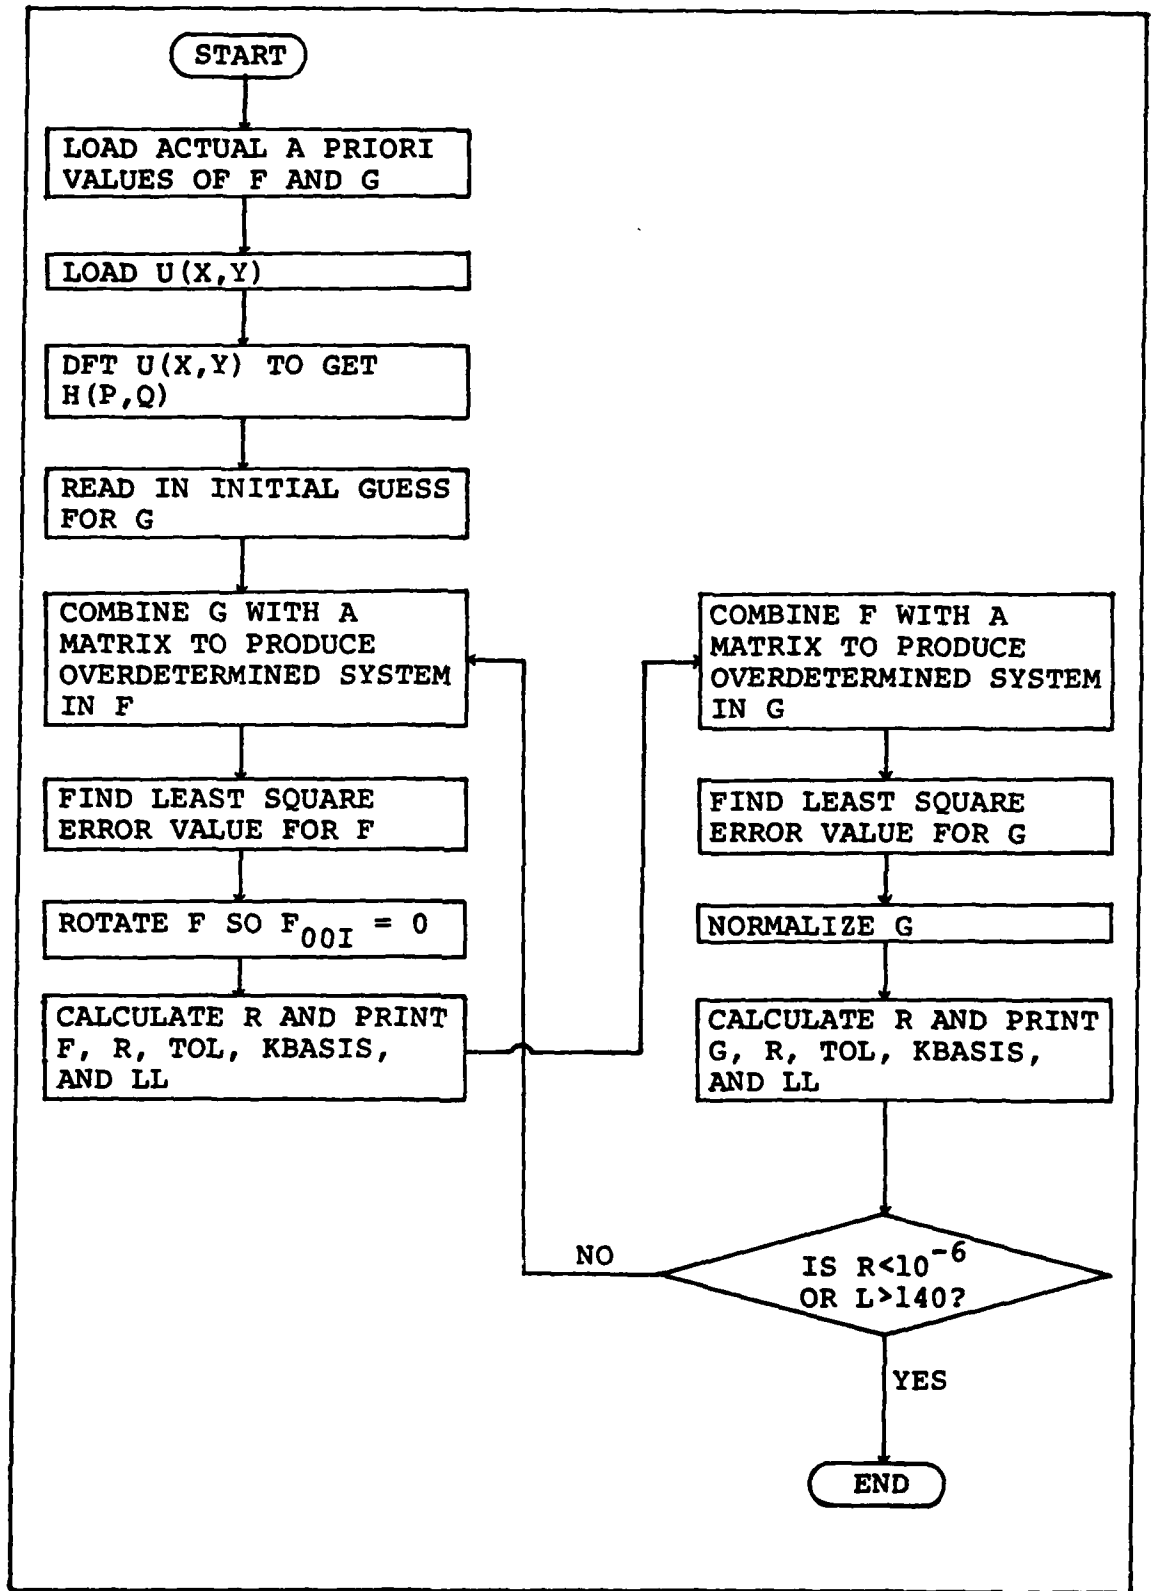 START
LOAD ACTUAL A PRIORI
VALUES OF F AND G
LOAD U(X,Y)
DFT U(X,Y) TO GET
H(P,Q)
READ IN INITIAL GUESS
FOR G
COMBINE G WITH A
MATRIX TO PRODUCE
OVERDETERMINED SYSTEM
IN F
FIND LEAST SQUARE
ERROR VALUE FOR F
ROTATE F SO F00I = 0
CALCULATE R AND PRINT
F, R, TOL, KBASIS,
AND LL
COMBINE F WITH A
MATRIX TO PRODUCE
OVERDETERMINED SYSTEM
IN G
FIND LEAST SQUARE
ERROR VALUE FOR G
NORMALIZE G
CALCULATE R AND PRINT
G, R, TOL, KBASIS,
AND LL
IS R<10-6
OR L>140?
NO
YES
END